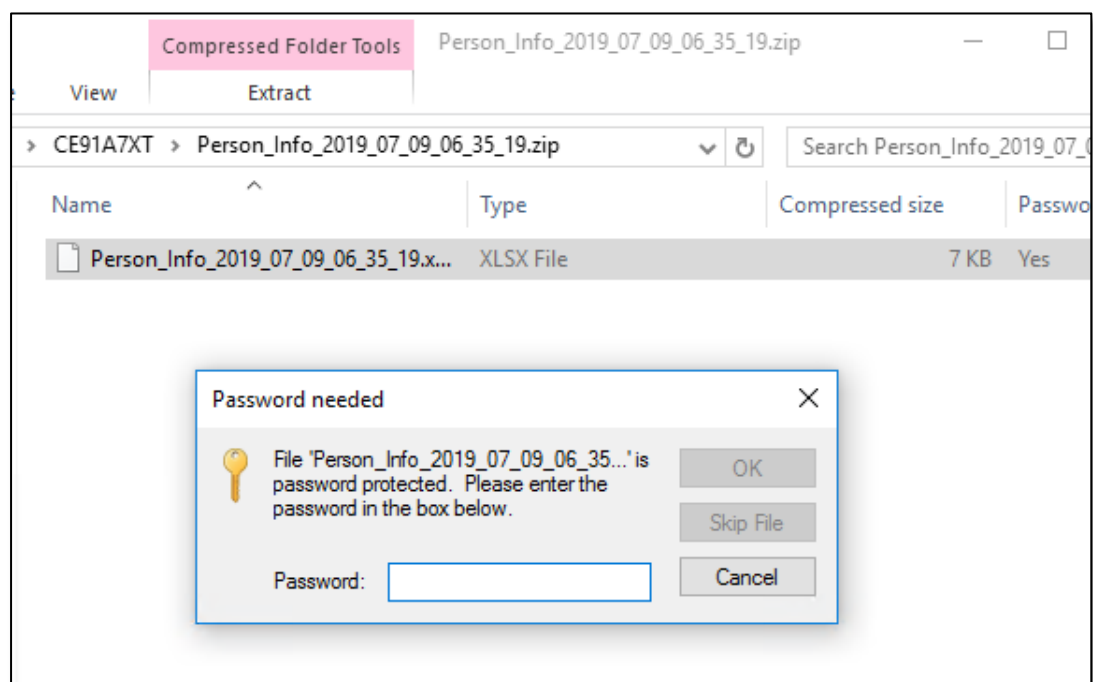 Compressed Folder Tools Person_Info_2019_07_09_06_35_19.zip
View Extract
CE91A7XT Person_Info_2019_07_09_06_35_19.zip Search Person_Info_2019_07_0
Name Type Compressed size Passwo
Person_Info_2019_07_09_06_35_19.x... XLSX File 7 KB Yes
Password needed
File 'Person_Info_2019_07_09_06_35...' is
password protected. Please enter the
password in the box below.
OK
Skip File
Password:
Cancel